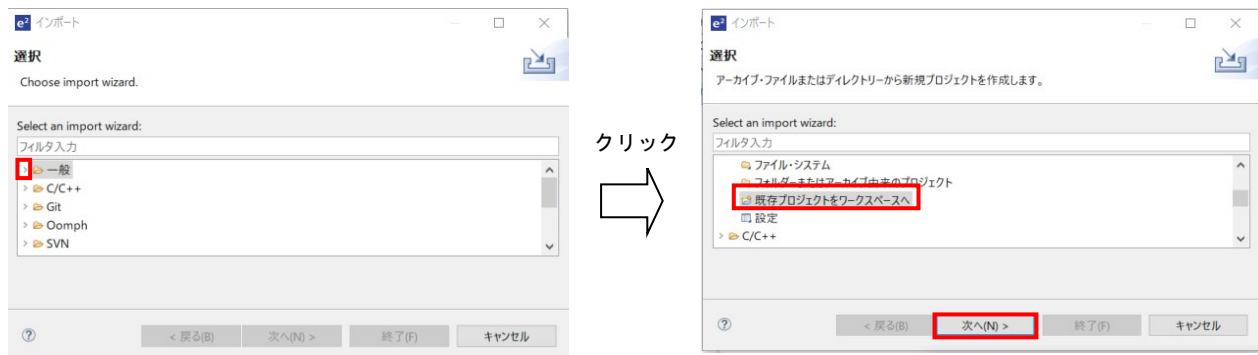 e² インポート
選択
Choose import wizard.
Select an import wizard:
フィルタ入力
> 一般
> C/C++
> Git
> Oomph
> SVN
?
< 戻る(B)
次へ(N) >
終了(F)
キャンセル
クリック
e² インポート
選択
アーカイブ・ファイルまたはディレクトリーから新規プロジェクトを作成します。
Select an import wizard:
フィルタ入力
ファイル・システム
フォルダーまたはアーカイブ由来のプロジェクト
既存プロジェクトをワークスペースへ
設定
> C/C++
?
< 戻る(B)
次へ(N) >
終了(F)
キャンセル